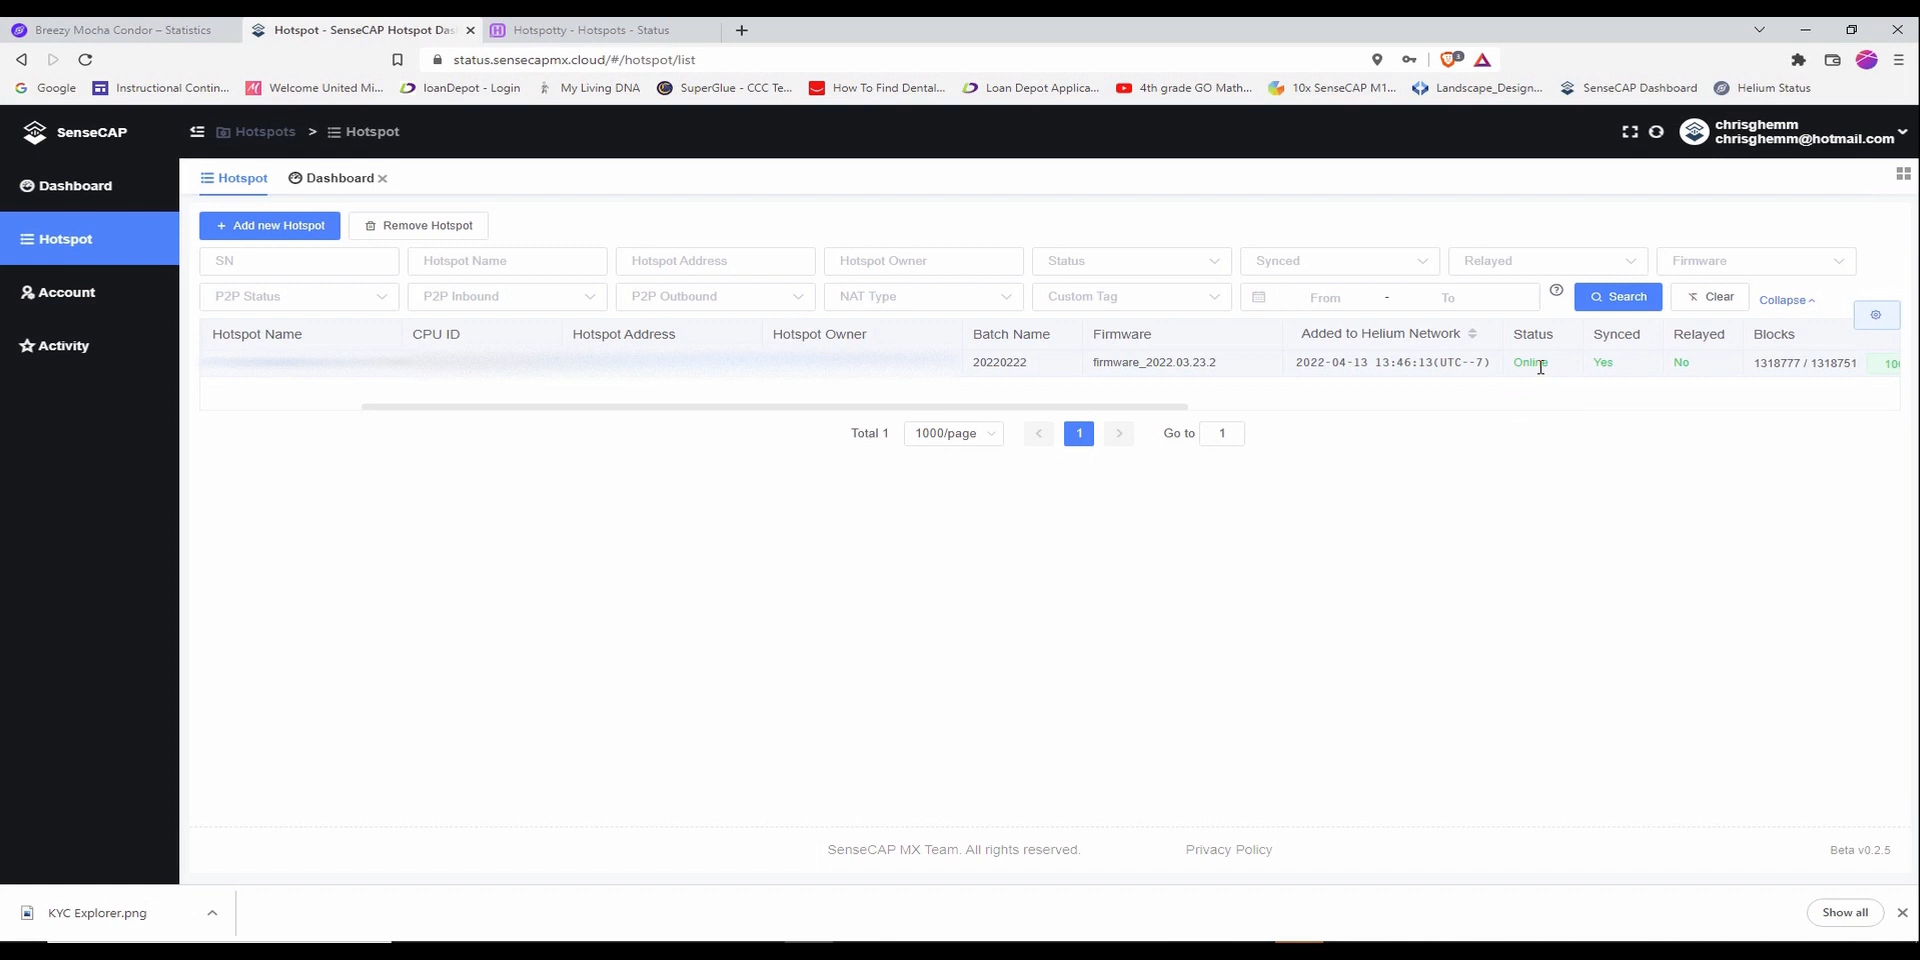 Breezy Mocha Condor – Statistics
Hotspot - SenseCAP Hotspot Das
Hotspotty - Hotspots - Status
status.sensecapmx.cloud/#/hotspot/list
3
Google
Instructional Contin...
Welcome United Mi...
loanDepot - Login
My Living DNA
SuperGlue - CCC Te...
How To Find Dental...
Loan Depot Applica...
4th grade GO Math...
10x SenseCAP M1...
Landscape_Design...
SenseCAP Dashboard
Helium Status
SenseCAP
Hotspots > Hotspot
chrisghemm
chrisghemm@hotmail.com
Dashboard
Hotspot
Account
Activity
Hotspot
Dashboard
+ Add new Hotspot
Remove Hotspot
SN
Hotspot Name
Hotspot Address
Hotspot Owner
Status
Synced
Relayed
Firmware
P2P Status
P2P Inbound
P2P Outbound
NAT Type
Custom Tag
From - To
Search
Clear
Collapse
Hotspot Name
CPU ID
Hotspot Address
Hotspot Owner
Batch Name
Firmware
Added to Helium Network
Status
Synced
Relayed
Blocks
20220222
firmware_2022.03.23.2
2022-04-13 13:46:13(UTC--7)
Online
Yes
No
1318777 / 1318751
Total 1
1000/page
< 1 >
Go to 1
SenseCAP MX Team. All rights reserved.
Privacy Policy
Beta v0.2.5
KYC Explorer.png
Show all